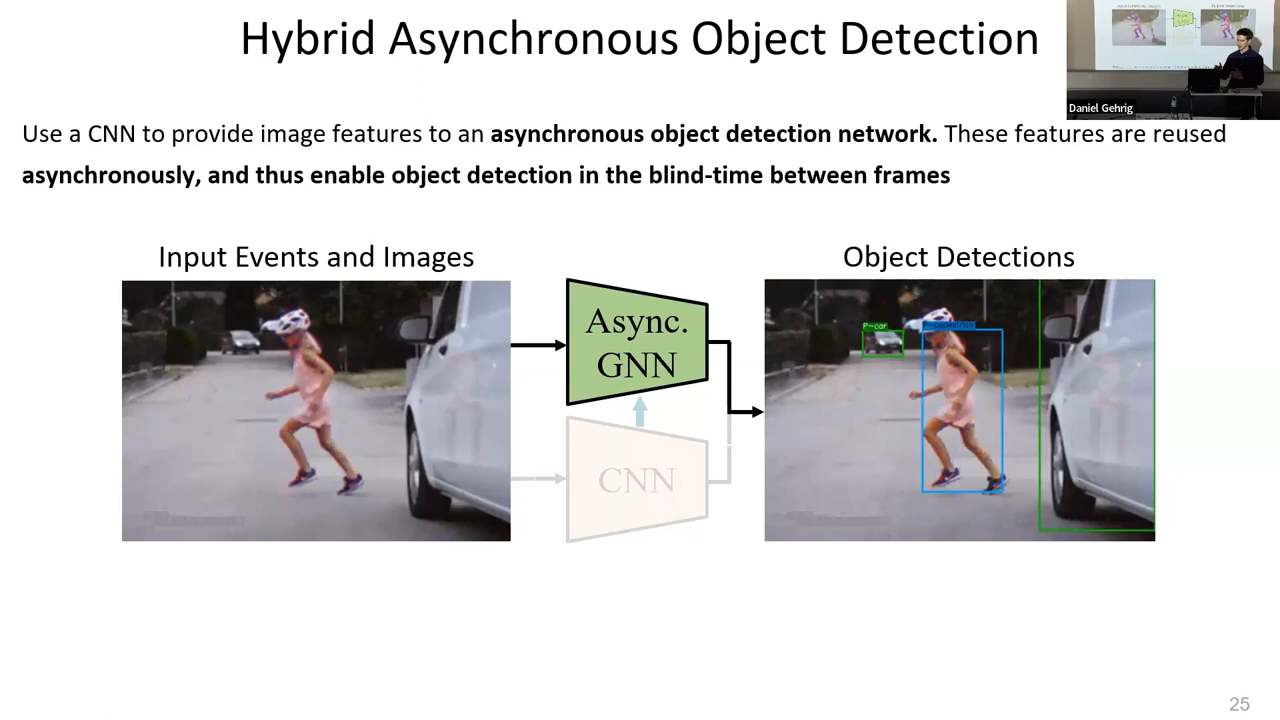 Hybrid Asynchronous Object Detection
Daniel Gehrig
Use a CNN to provide image features to an asynchronous object detection network. These features are reused
asynchronously, and thus enable object detection in the blind-time between frames
Input Events and Images
Object Detections
Async.
GNN
CNN
P-car
P-pedestrian
25